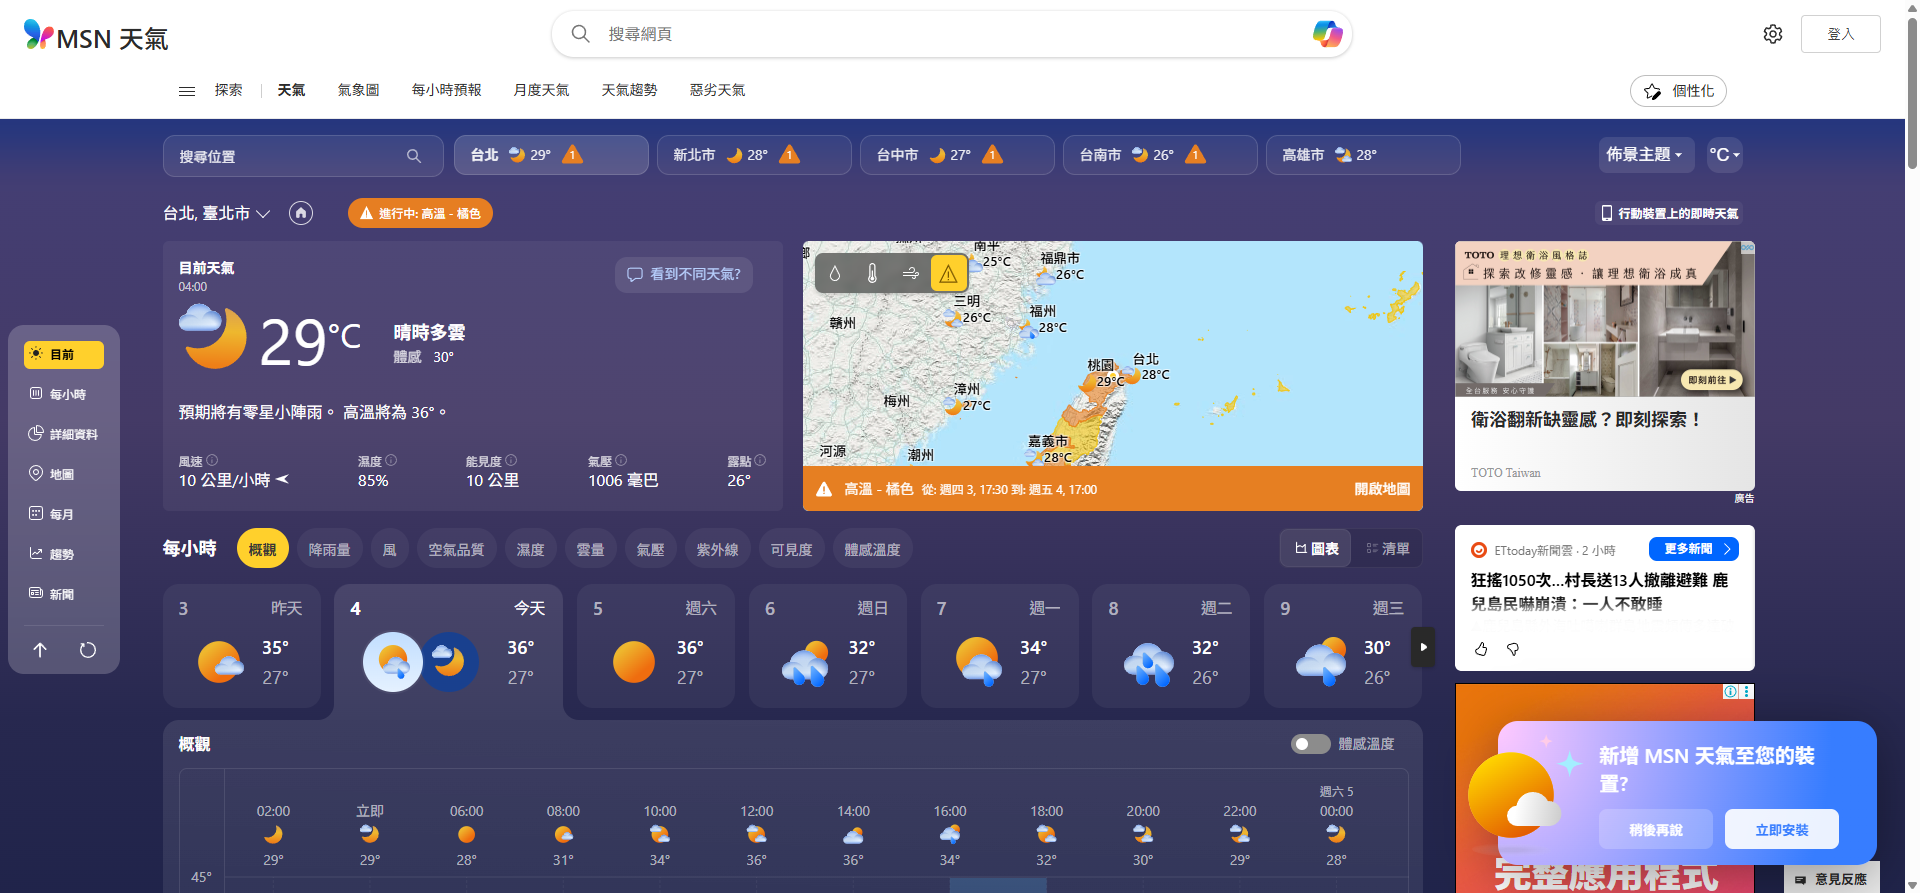 MSN 天氣
搜尋網頁
登入
探索
天氣
氣象圖
每小時預報
月度天氣
天氣趨勢
惡劣天氣
個性化
搜尋位置
台北 29° 1
新北市 28° 1
台中市 27° 1
台南市 26° 1
高雄市 28°
佈景主題
°C
台北, 臺北市
進行中: 高溫 - 橘色
行動裝置上的即時天氣
目前
每小時
詳細資料
地圖
每月
趨勢
新聞
目前天氣
04:00
看到不同天氣?
29°C
晴時多雲
體感 30°
預期將有零星小陣雨。 高溫將為 36°。
風速
10 公里/小時
濕度
85%
能見度
10 公里
氣壓
1006 毫巴
露點
26°
南平
25°C
福鼎市
26°C
三明
26°C
福州
28°C
贛州
桃園
29°C
台北
28°C
漳州
27°C
梅州
嘉義市
28°C
河源
潮州
高溫 - 橘色 從: 週四 3, 17:30 到: 週五 4, 17:00
開啟地圖
TOTO 理想衛浴風格誌
探索改修靈感 · 讓理想衛浴成真
全台服務 安心守護
即刻前往
衛浴翻新缺靈感？即刻探索！
TOTO Taiwan
廣告
每小時
概觀
降雨量
風
空氣品質
濕度
雲量
氣壓
紫外線
可見度
體感溫度
圖表
清單
3 昨天
35°
27°
4 今天
36°
27°
5 週六
36°
27°
6 週日
32°
27°
7 週一
34°
27°
8 週二
32°
26°
9 週三
30°
26°
ETtoday新聞雲 · 2 小時
更多新聞
狂搖1050次...村長送13人撤離避難 鹿
兒島民嚇崩潰：一人不敢睡
概觀
體感溫度
週六 5
02:00 立即 06:00 08:00 10:00 12:00 14:00 16:00 18:00 20:00 22:00 00:00
29° 29° 28° 31° 34° 36° 36° 34° 32° 30° 29° 28°
45°
新增 MSN 天氣至您的裝
置?
稍後再說
立即安裝
完整應用程式
意見反應